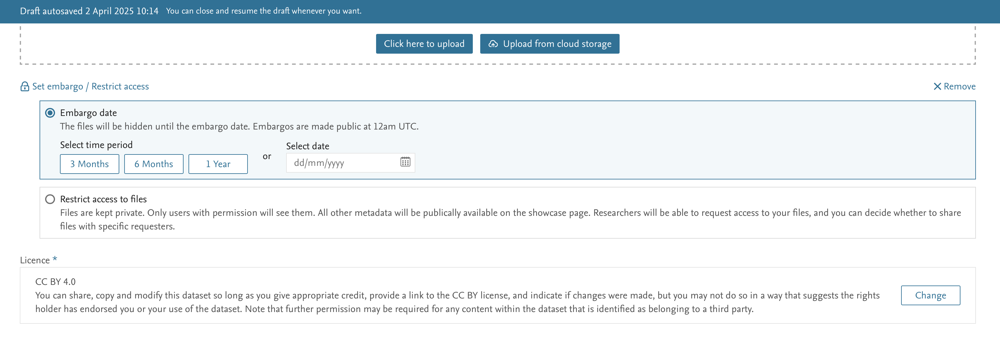 Draft autosaved 2 April 2025 10:14 You can close and resume the draft whenever you want.
Click here to upload Upload from cloud storage
Set embargo / Restrict access Remove
Embargo date
The files will be hidden until the embargo date. Embargos are made public at 12am UTC.
Select time period or Select date
3 Months 6 Months 1 Year dd/mm/yyyy
Restrict access to files
Files are kept private. Only users with permission will see them. All other metadata will be publically available on the showcase page. Researchers will be able to request access to your files, and you can decide whether to share
files with specific requesters.
Licence *
CC BY 4.0
You can share, copy and modify this dataset so long as you give appropriate credit, provide a link to the CC BY license, and indicate if changes were made, but you may not do so in a way that suggests the rights
holder has endorsed you or your use of the dataset. Note that further permission may be required for any content within the dataset that is identified as belonging to a third party.
Change